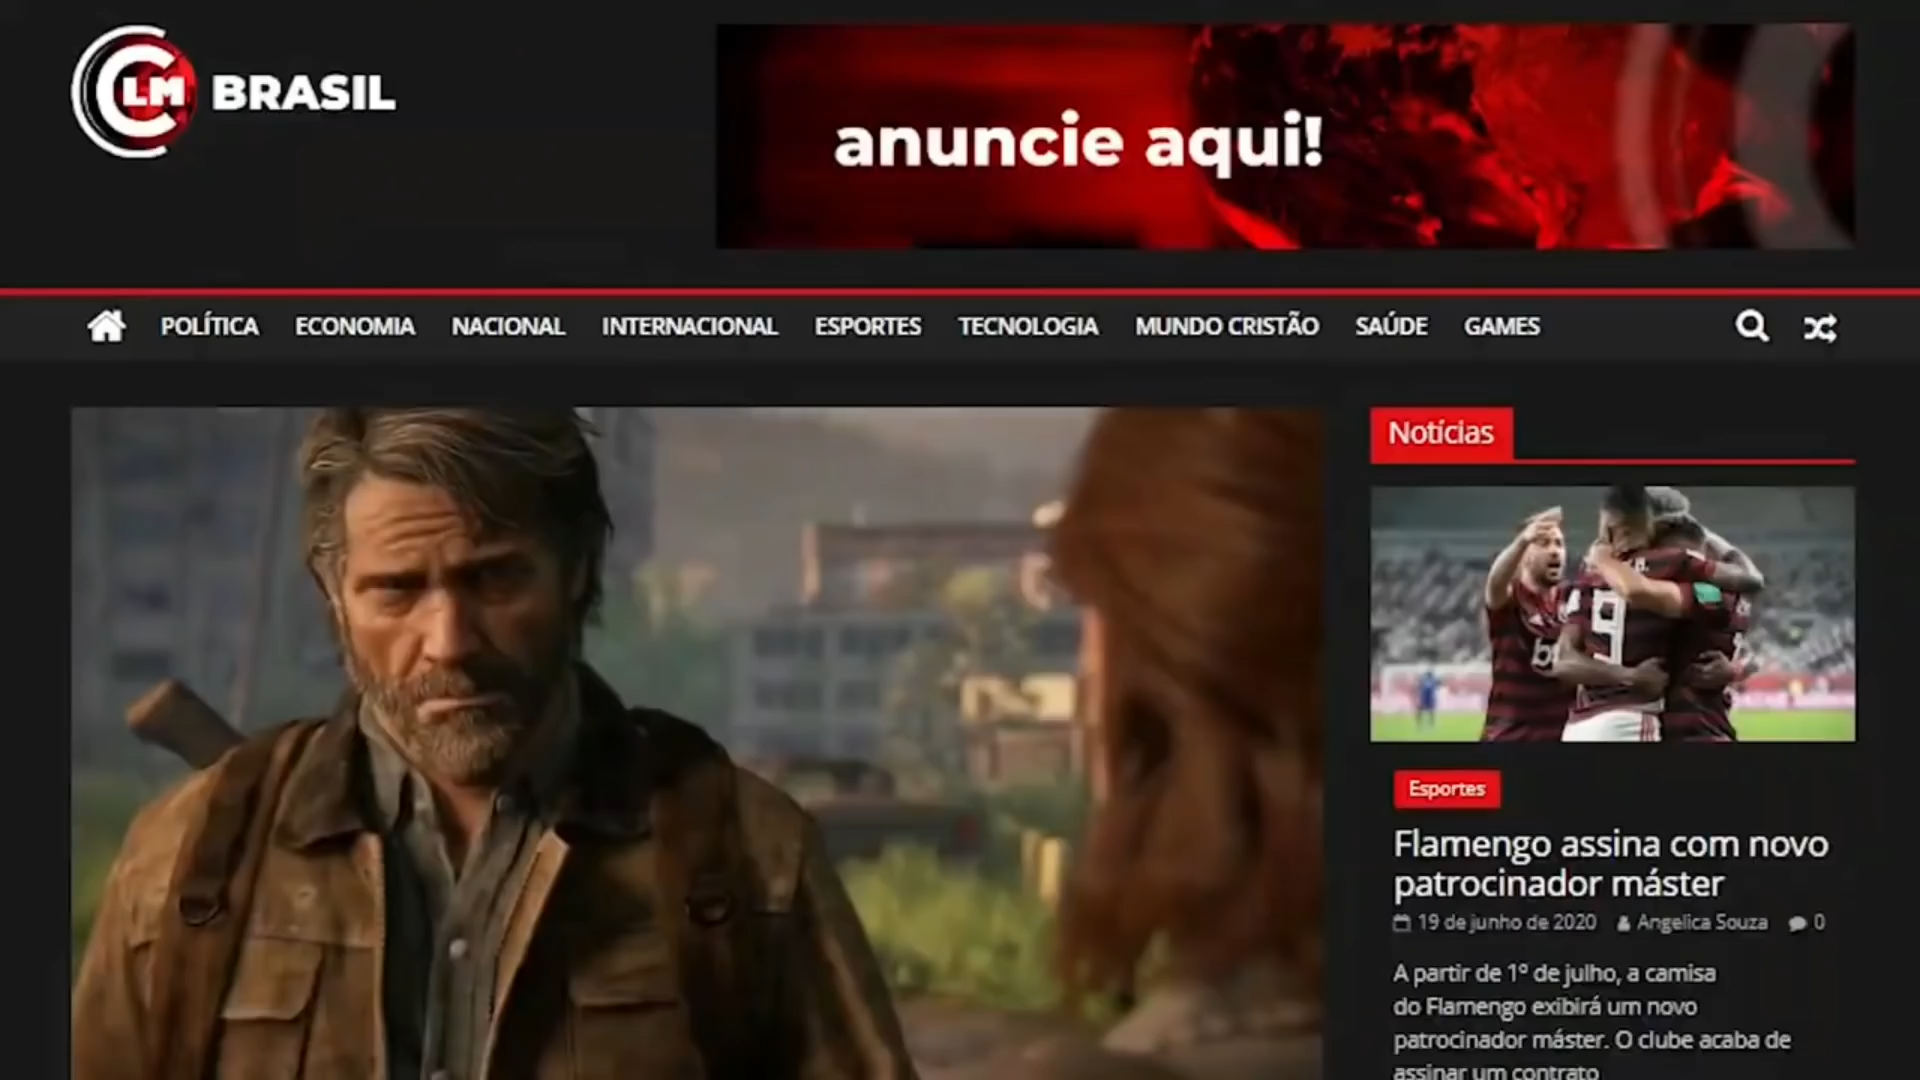 CLM BRASIL
anuncie aqui!
POLÍTICA ECONOMIA NACIONAL INTERNACIONAL ESPORTES TECNOLOGIA MUNDO CRISTÃO SAÚDE GAMES
Notícias
9
Esportes
Flamengo assina com novo
patrocinador máster
19 de junho de 2020 Angelica Souza 0
A partir de 1º de julho, a camisa
do Flamengo exibirá um novo
patrocinador máster. O clube acaba de
assinar um contrato